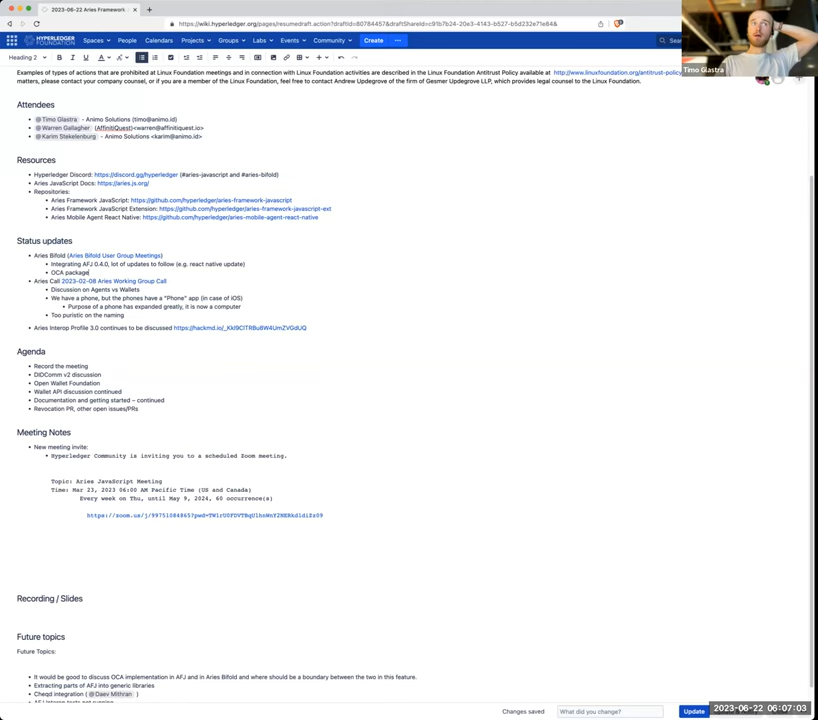 2023-06-22 Aries Framework
https://wiki.hyperledger.org/pages/resumedraft.action?draftId=80784457&draftShareId=c91b7b24-20e3-4143-b527-b5d232e71e84&
HYPERLEDGER FOUNDATION Spaces People Calendars Projects Groups Labs Events Community Create ••• Sea
Heading 2
Timo Glastra
Examples of types of actions that are prohibited at Linux Foundation meetings and in connection with Linux Foundation activities are described in the Linux Foundation Antitrust Policy available at http://www.linuxfoundation.org/antitrust-policy
matters, please contact your company counsel, or if you are a member of the Linux Foundation, feel free to contact Andrew Updegrove of the firm of Gesmer Updegrove LLP, which provides legal counsel to the Linux Foundation.
Attendees
• @Timo Glastra - Animo Solutions (timo@animo.id)
• @Warren Gallagher (AffinitiQuest)<warren@affinitiquest.io>
• @Karim Stekelenburg - Animo Solutions <karim@animo.id>
Resources
• Hyperledger Discord: https://discord.gg/hyperledger (#aries-javascript and #aries-bifold)
• Aries JavaScript Docs: https://aries.js.org/
• Repositories:
• Aries Framework JavaScript: https://github.com/hyperledger/aries-framework-javascript
• Aries Framework JavaScript Extension: https://github.com/hyperledger/aries-framework-javascript-ext
• Aries Mobile Agent React Native: https://github.com/hyperledger/aries-mobile-agent-react-native
Status updates
• Aries Bifold (Aries Bifold User Group Meetings)
• Integrating AFJ 0.4.0, lot of updates to follow (e.g. react native update)
• OCA package
• Aries Call 2023-02-08 Aries Working Group Call
• Discussion on Agents vs Wallets
• We have a phone, but the phones have a "Phone" app (in case of iOS)
• Purpose of a phone has expanded greatly, it is now a computer
• Too puristic on the naming
• Aries Interop Profile 3.0 continues to be discussed https://hackmd.io/_KkI9ClTRBu8W4UmZVGdUQ
Agenda
• Record the meeting
• DIDComm v2 discussion
• Open Wallet Foundation
• Wallet API discussion continued
• Documentation and getting started – continued
• Revocation PR, other open issues/PRs
Meeting Notes
• New meeting invite:
• Hyperledger Community is inviting you to a scheduled Zoom meeting.
Topic: Aries JavaScript Meeting
Time: Mar 23, 2023 06:00 AM Pacific Time (US and Canada)
Every week on Thu, until May 9, 2024, 60 occurrence(s)
Recording / Slides
Future topics
Future Topics:
• It would be good to discuss OCA implementation in AFJ and in Aries Bifold and where should be a boundary between the two in this feature.
• Extracting parts of AFJ into generic libraries
• Cheqd integration ( @Daev Mithran )
• AFJ interop tests not running
Changes saved What did you change? Update 2023-06-22 06:07:03